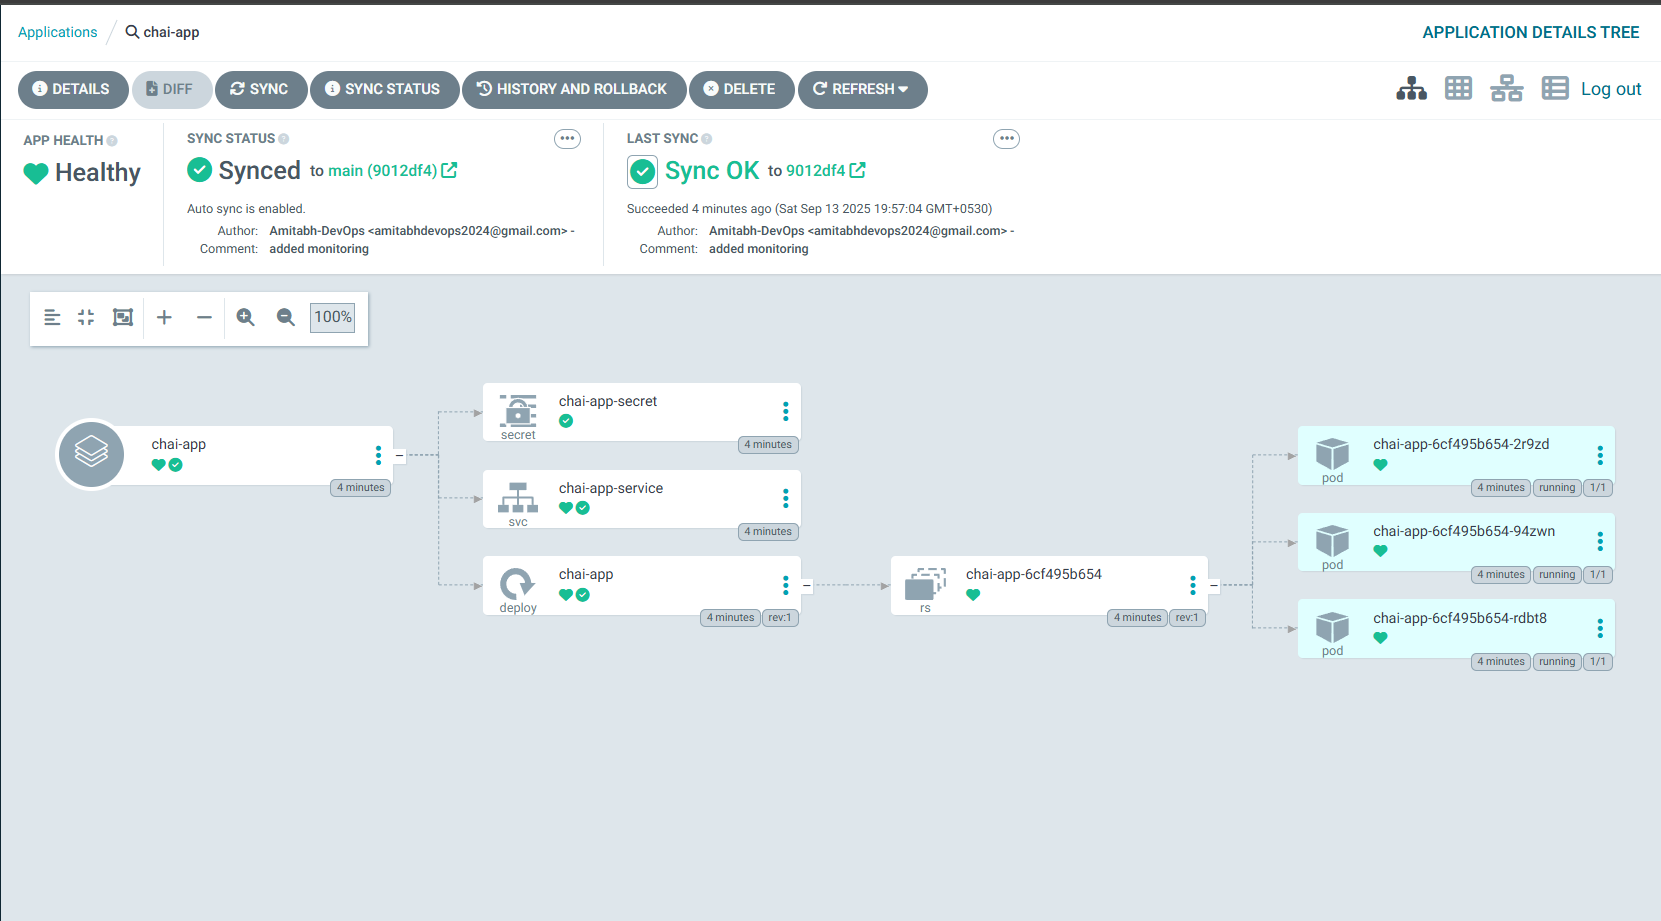 Applications
chai-app
APPLICATION DETAILS TREE
DETAILS
DIFF
SYNC
SYNC STATUS
HISTORY AND ROLLBACK
DELETE
REFRESH
Log out
APP HEALTH
Healthy
SYNC STATUS
Synced to main (9012df4)
Auto sync is enabled.
Author: Amitabh-DevOps <amitabhdevops2024@gmail.com> -
Comment: added monitoring
LAST SYNC
Sync OK to 9012df4
Succeeded 4 minutes ago (Sat Sep 13 2025 19:57:04 GMT+0530)
Author: Amitabh-DevOps <amitabhdevops2024@gmail.com> -
Comment: added monitoring
100%
chai-app
4 minutes
chai-app-secret
secret
4 minutes
chai-app-service
svc
4 minutes
chai-app
deploy
4 minutes rev:1
chai-app-6cf495b654
rs
4 minutes rev:1
chai-app-6cf495b654-2r9zd
pod
4 minutes running 1/1
chai-app-6cf495b654-94zwn
pod
4 minutes running 1/1
chai-app-6cf495b654-rdbt8
pod
4 minutes running 1/1